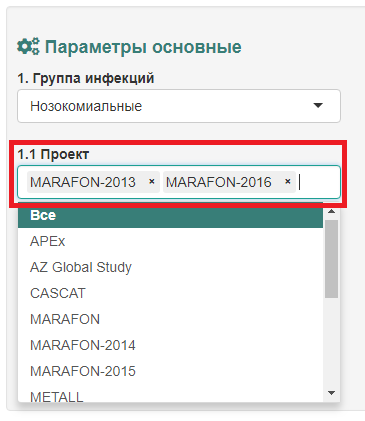 Параметры основные
1. Группа инфекций
Нозокомиальные
1.1 Проект
MARAFON-2013 × MARAFON-2016 ×
Все
APEx
AZ Global Study
CASCAT
MARAFON
MARAFON-2014
MARAFON-2015
METALL